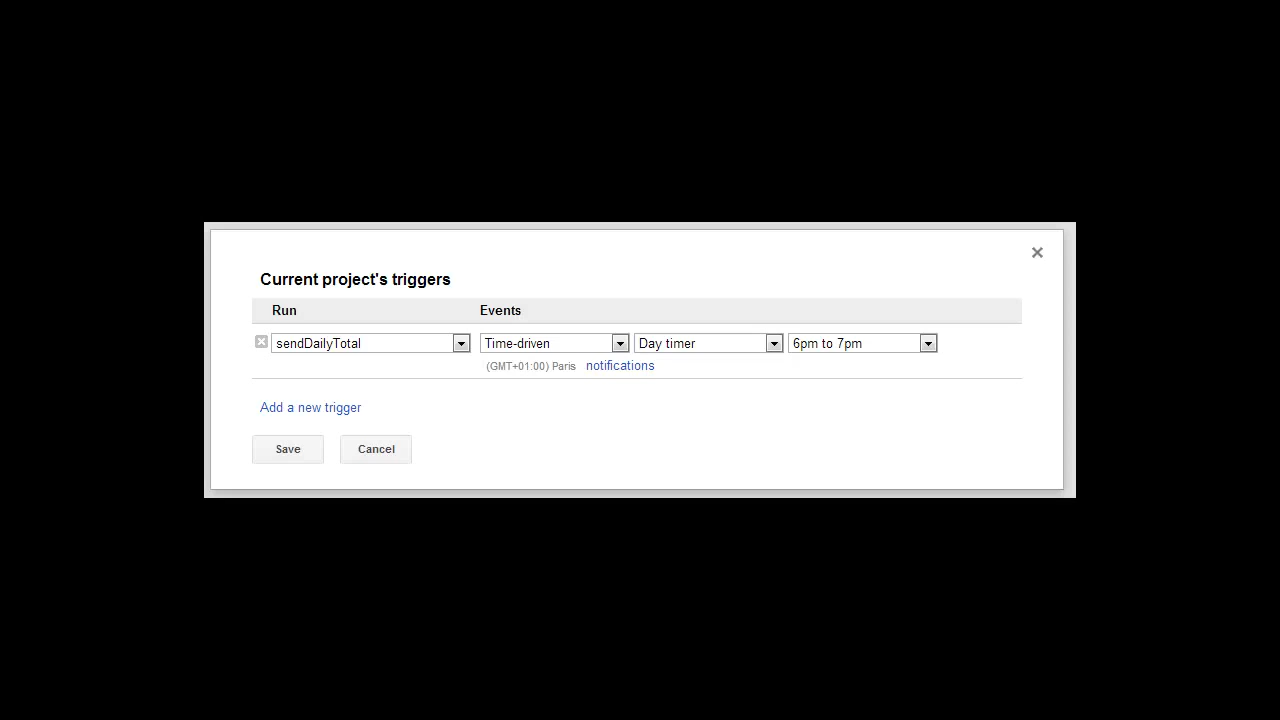 Current project's triggers
Run Events
sendDailyTotal Time-driven Day timer 6pm to 7pm
(GMT+01:00) Paris notifications
Add a new trigger
Save Cancel